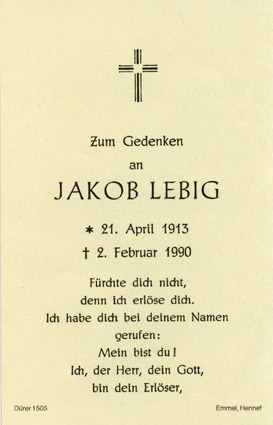 Zum Gedenken
an
JAKOB LEBIG
* 21. April 1913
† 2. Februar 1990
Fürchte dich nicht,
denn ich erlöse dich.
Ich habe dich bei deinem Namen
gerufen:
Mein bist du!
Ich, der Herr, dein Gott,
bin dein Erlöser,
Dürer 1505 Emmel, Hennef